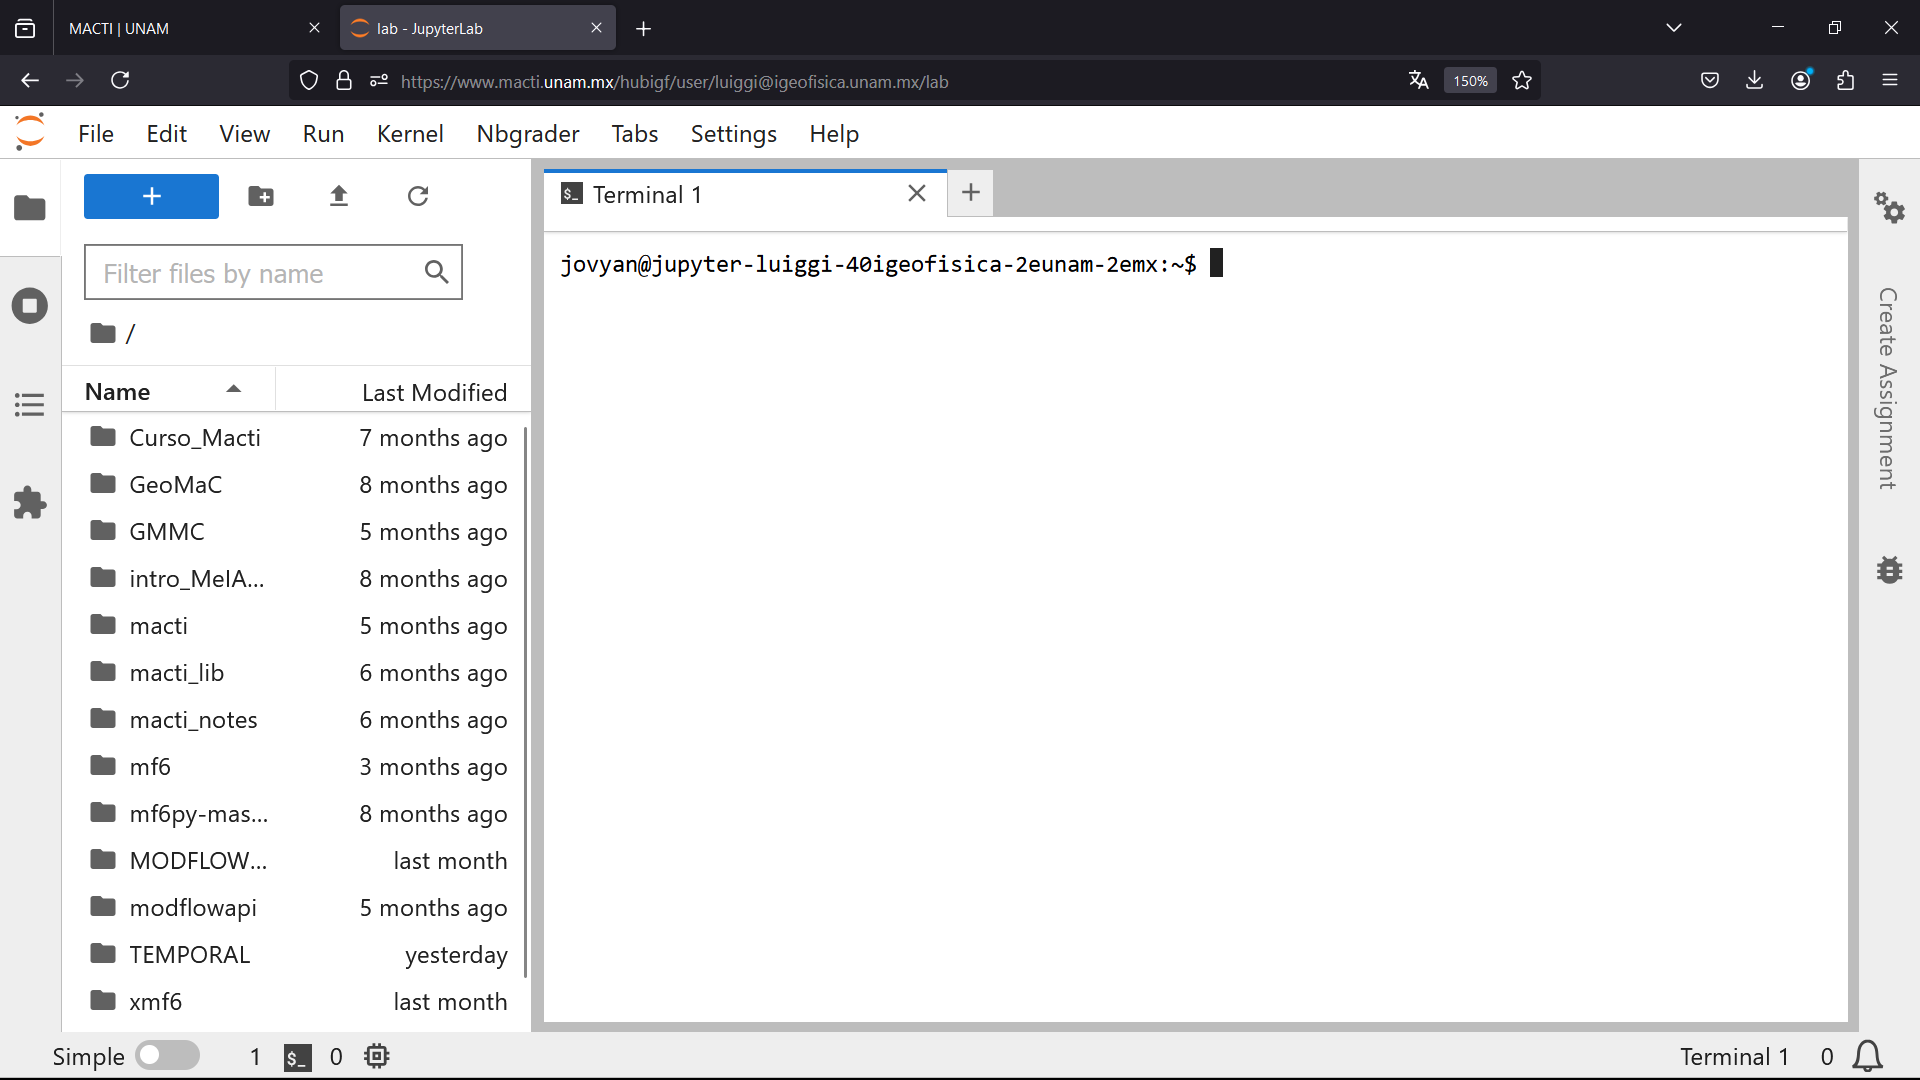 MACTI | UNAM
lab - JupyterLab
https://www.macti.unam.mx/hubigf/user/luiggi@igeofisica.unam.mx/lab
150%
File Edit View Run Kernel Nbgrader Tabs Settings Help
Terminal 1
Filter files by name
/
Name Last Modified
Curso_Macti 7 months ago
GeoMaC 8 months ago
GMMC 5 months ago
intro_MeIA... 8 months ago
macti 5 months ago
macti_lib 6 months ago
macti_notes 6 months ago
mf6 3 months ago
mf6py-mas... 8 months ago
MODFLOW... last month
modflowapi 5 months ago
TEMPORAL yesterday
xmf6 last month
jovyan@jupyter-luiggi-40igeofisica-2eunam-2emx:~$
Create Assignment
Simple 1 $_ 0 Terminal 1 0